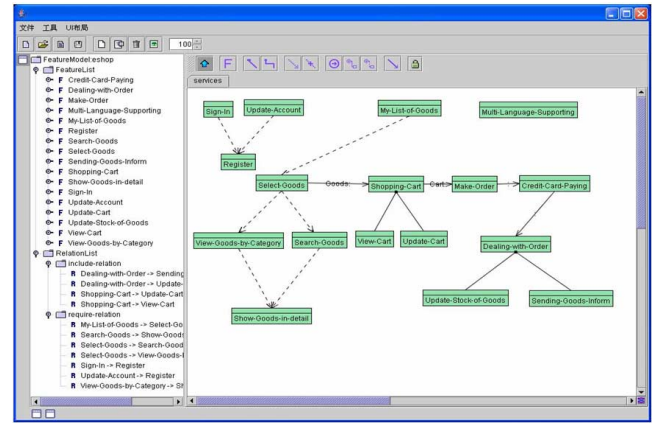 文件 工具 UI布局
100
FeatureModel:eshop
FeatureList
F Credit-Card-Paying
F Dealing-with-Order
F Make-Order
F Multi-Language-Supporting
F My-List-of-Goods
F Register
F Search-Goods
F Select-Goods
F Sending-Goods-Inform
F Shopping-Cart
F Show-Goods-in-detail
F Sign-In
F Update-Account
F Update-Cart
F Update-Stock-of-Goods
F View-Cart
F View-Goods-by-Category
RelationList
include-relation
R Dealing-with-Order -> Sending
R Dealing-with-Order -> Update-
R Shopping-Cart -> Update-Cart
R Shopping-Cart -> View-Cart
require-relation
R My-List-of-Goods -> Select-Go
R Search-Goods -> Show-Goods
R Select-Goods -> Search-Good
R Select-Goods -> View-Goods-
R Sign-In -> Register
R Update-Account -> Register
R View-Goods-by-Category -> S
F
services
Sign-In Update-Account My-List-of-Goods Multi-Language-Supporting
Register
Select-Goods Goods: Shopping-Cart Cart: Make-Order Credit-Card-Paying
View-Goods-by-Category Search-Goods View-Cart Update-Cart Dealing-with-Order
Update-Stock-of-Goods Sending-Goods-Inform
Show-Goods-in-detail